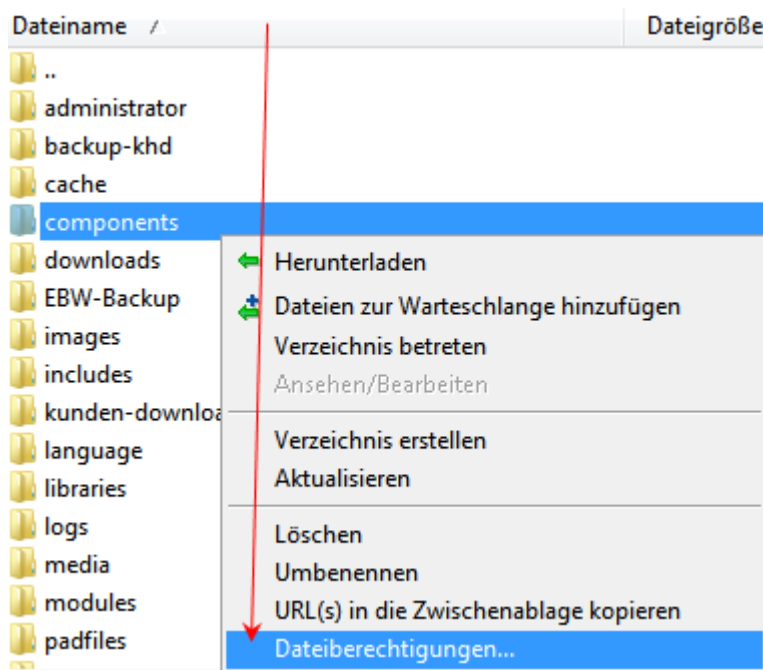 Dateiname
Dateigröße
..
administrator
backup-khd
cache
components
downloads
EBW-Backup
images
includes
kunden-downloa
language
libraries
logs
media
modules
padfiles
Herunterladen
Dateien zur Warteschlange hinzufügen
Verzeichnis betreten
Ansehen/Bearbeiten
Verzeichnis erstellen
Aktualisieren
Löschen
Umbenennen
URL(s) in die Zwischenablage kopieren
Dateiberechtigungen...